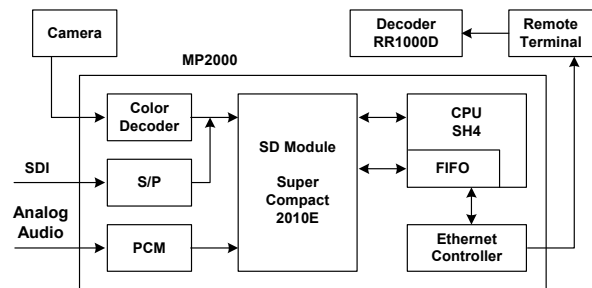 Camera
Decoder
RR1000D
Remote
Terminal
MP2000
Color
Decoder
SD Module
Super
Compact
2010E
CPU
SH4
FIFO
SDI
S/P
Analog
Audio
PCM
Ethernet
Controller